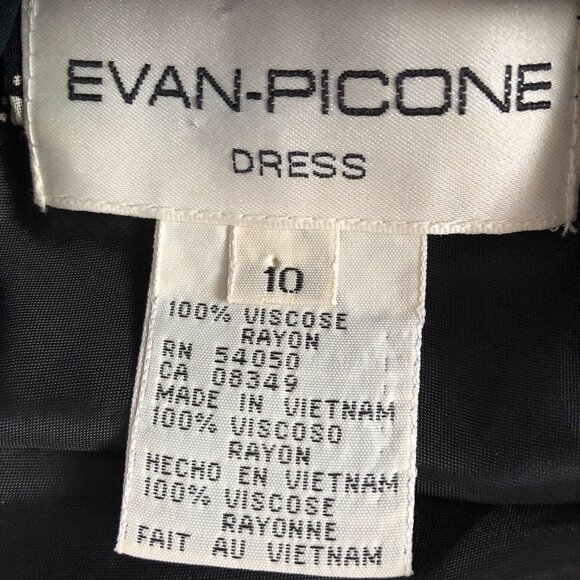 EVAN-PICONE
DRESS
10
100% VISCOSE
RAYON
RN 54050
CA 08349
MADE IN VIETNAM
100% VISCOSO
RAYON
HECHO EN VIETNAM
100% VISCOSE
RAYONNE
FAIT AU VIETNAM